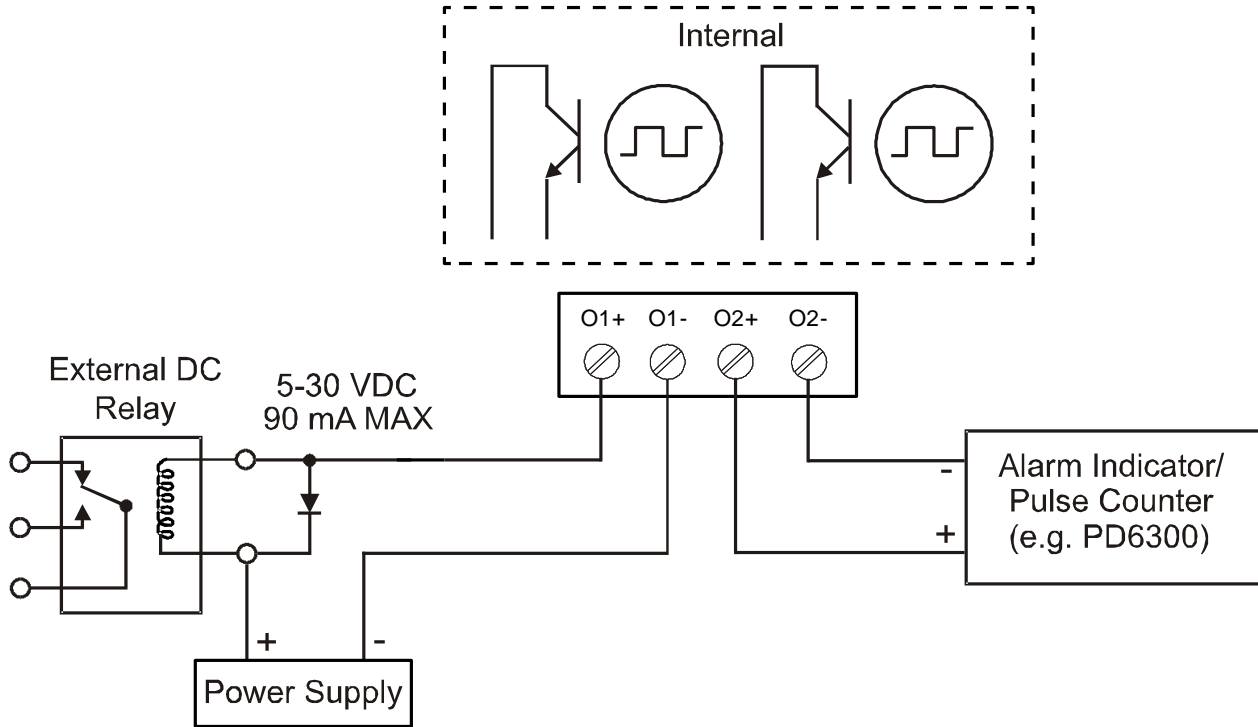 Internal
O1+ O1- O2+ O2-
External DC
Relay
5-30 VDC
90 mA MAX
-
+
Alarm Indicator/
Pulse Counter
(e.g. PD6300)
+ -
Power Supply